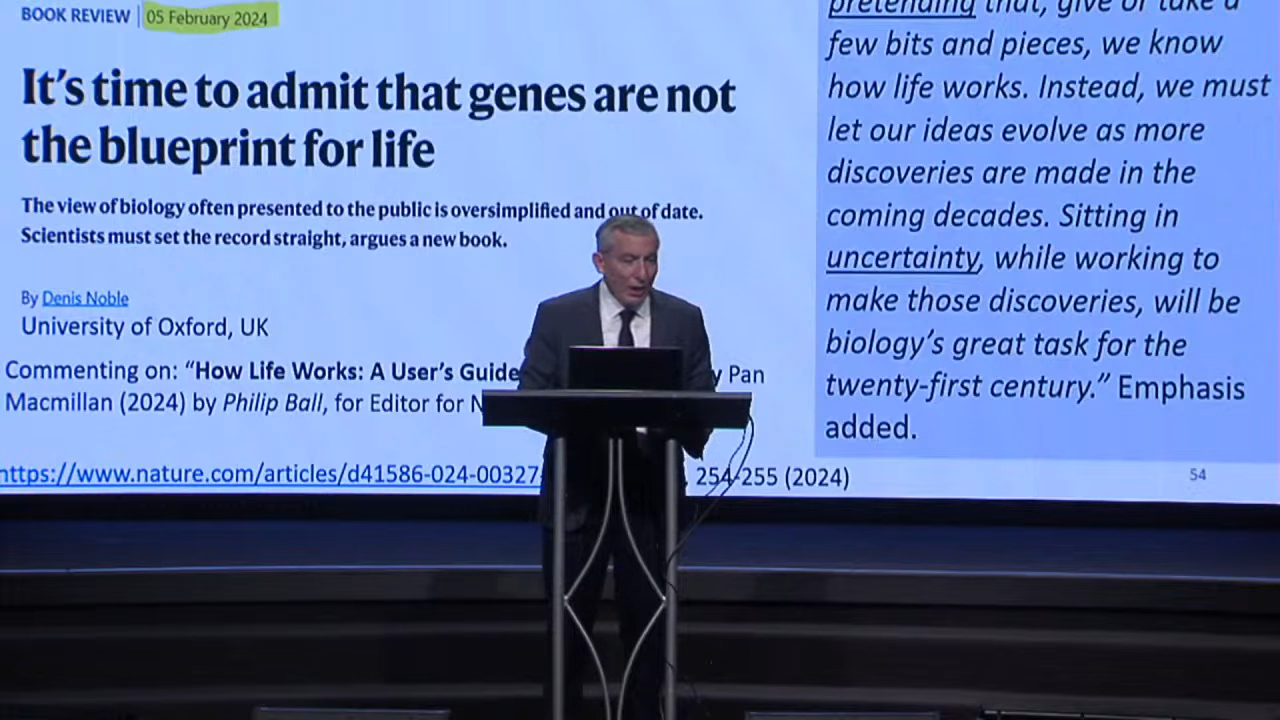 BOOK REVIEW | 05 February 2024
It's time to admit that genes are not
the blueprint for life
The view of biology often presented to the public is oversimplified and out of date.
Scientists must set the record straight, argues a new book.
By Denis Noble
University of Oxford, UK
Commenting on: “How Life Works: A User's Guide y Pan
Macmillan (2024) by Philip Ball, for Editor for N
https://www.nature.com/articles/d41586-024-00327 254-255 (2024)
pretending that, give or take a
few bits and pieces, we know
how life works. Instead, we must
let our ideas evolve as more
discoveries are made in the
coming decades. Sitting in
uncertainty, while working to
make those discoveries, will be
biology's great task for the
twenty-first century.” Emphasis
added.
54